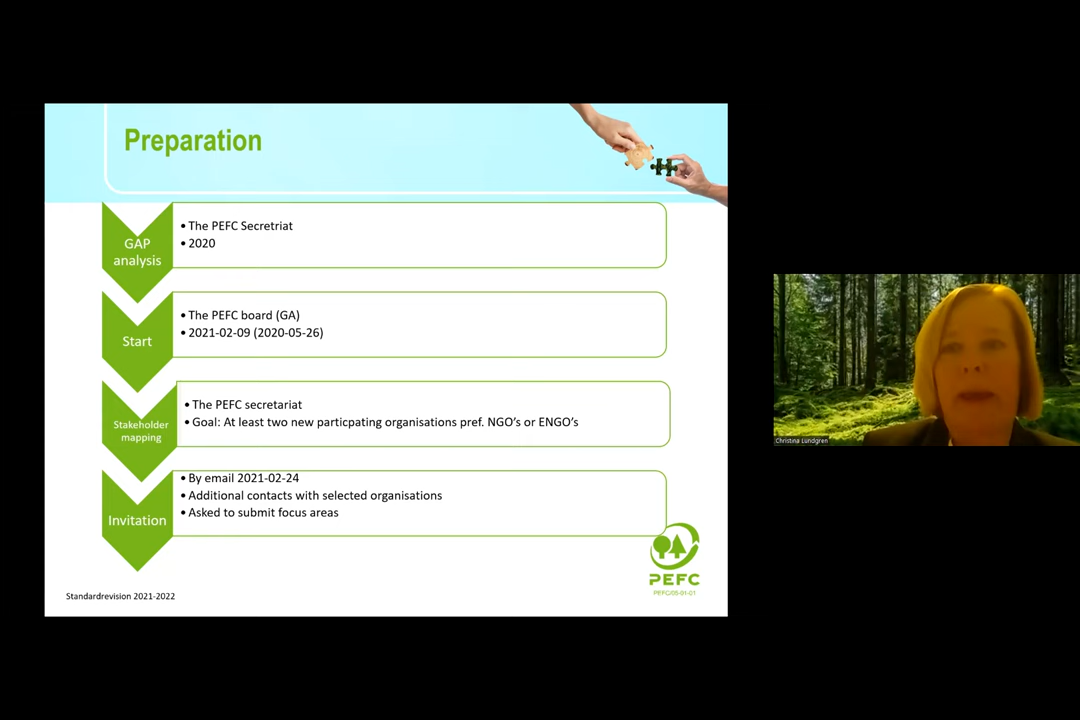 Preparation
GAP
analysis
• The PEFC Secretriat
• 2020
Start
• The PEFC board (GA)
• 2021-02-09 (2020-05-26)
Stakeholder
mapping
• The PEFC secretariat
• Goal: At least two new particpating organisations pref. NGO's or ENGO's
Invitation
• By email 2021-02-24
• Additional contacts with selected organisations
• Asked to submit focus areas
PEFC
PEFC/05-01-01
Standardrevision 2021-2022
Christina Lundgren